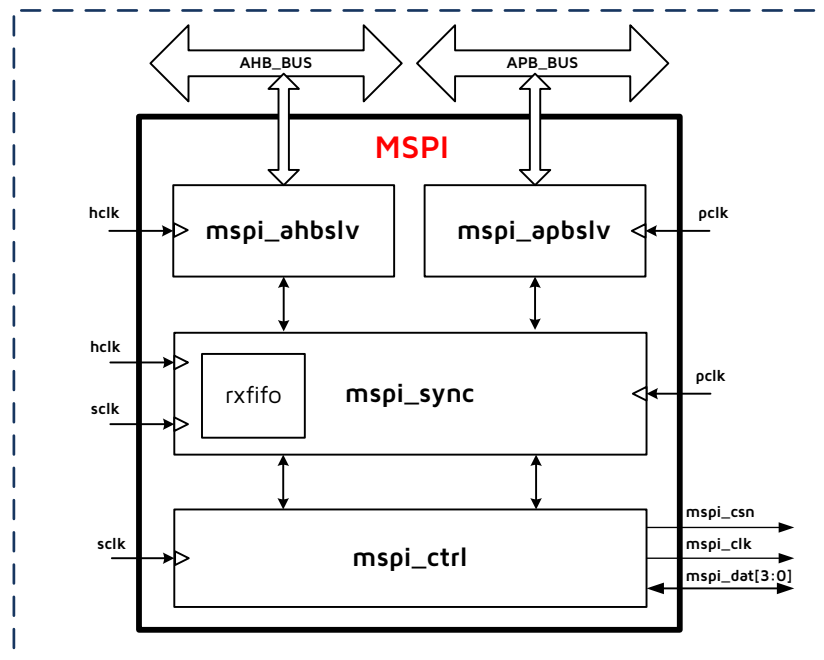 AHB_BUS
APB_BUS
MSPI
hclk
mspi_ahbslv
mspi_apbslv
pclk
hclk
rxfifo
mspi_sync
pclk
sclk
mspi_csn
sclk
mspi_ctrl
mspi_clk
mspi_dat[3:0]